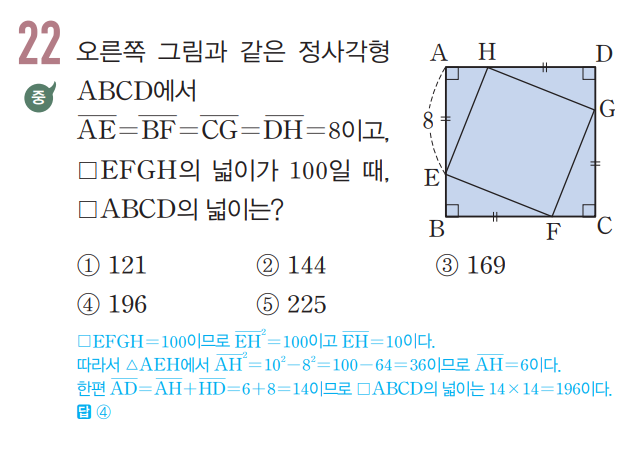 22
중
오른쪽 그림과 같은 정사각형
ABCD에서
AE=BF=CG=DH=8이고,
□EFGH의 넓이가 100일 때,
□ABCD의 넓이는?
A H D
G
8
E
B F C
① 121 ② 144 ③ 169
④ 196 ⑤ 225
□EFGH=100이므로 EH²=100이고 EH=10이다.
따라서 △AEH에서 AH²=10²-8²=100-64=36이므로 AH=6이다.
한편 AD=AH+HD=6+8=14이므로 □ABCD의 넓이는 14×14=196이다.
답 ④